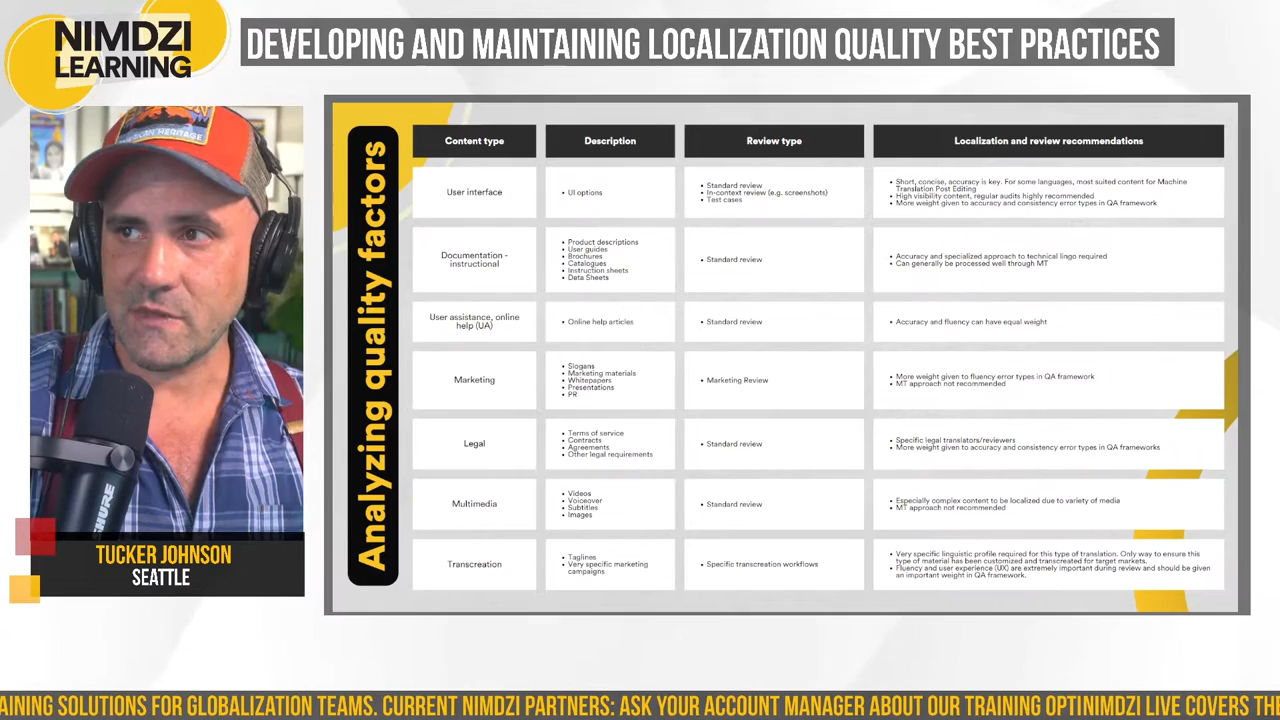 NIMDZI
LEARNING
DEVELOPING AND MAINTAINING LOCALIZATION QUALITY BEST PRACTICES
AMERICAN HERITAGE
SHURE
TUCKER JOHNSON
SEATTLE
Analyzing quality factors
Content type
Description
Review type
Localization and review recommendations
User interface
• UI options
• Standard review
• In-context review (e.g. screenshots)
• Test cases
• Short, concise, accuracy is key. For some languages, most suited content for Machine
Translation Post Editing
• High visibility content, regular audits highly recommended
• More weight given to accuracy and consistency error types in QA framework
Documentation -
instructional
• Product descriptions
• User guides
• Brochures
• Catalogues
• Instruction sheets
• Data Sheets
• Standard review
• Accuracy and specialized approach to technical lingo required
• Can generally be processed well through MT
User assistance, online
help (UA)
• Online help articles
• Standard review
• Accuracy and fluency can have equal weight
Marketing
• Slogans
• Marketing materials
• Whitepapers
• Presentations
• PR
• Marketing Review
• More weight given to fluency error types in QA framework
• MT approach not recommended
Legal
• Terms of service
• Contracts
• Agreements
• Other legal requirements
• Standard review
• Specific legal translators/reviewers
• More weight given to accuracy and consistency error types in QA frameworks
Multimedia
• Videos
• Voiceover
• Subtitles
• Images
• Standard review
• Especially complex content to be localized due to variety of media
• MT approach not recommended
Transcreation
• Taglines
• Very specific marketing
campaigns
• Specific transcreation workflows
• Very specific linguistic profile required for this type of translation. Only way to ensure this
type of material has been customized and transcreated for target markets.
• Fluency and user experience (UX) are extremely important during review and should be given
an important weight in QA framework.
AINING SOLUTIONS FOR GLOBALIZATION TEAMS. CURRENT NIMDZI PARTNERS: ASK YOUR ACCOUNT MANAGER ABOUT OUR TRAINING OPTINIMDZI LIVE COVERS THE